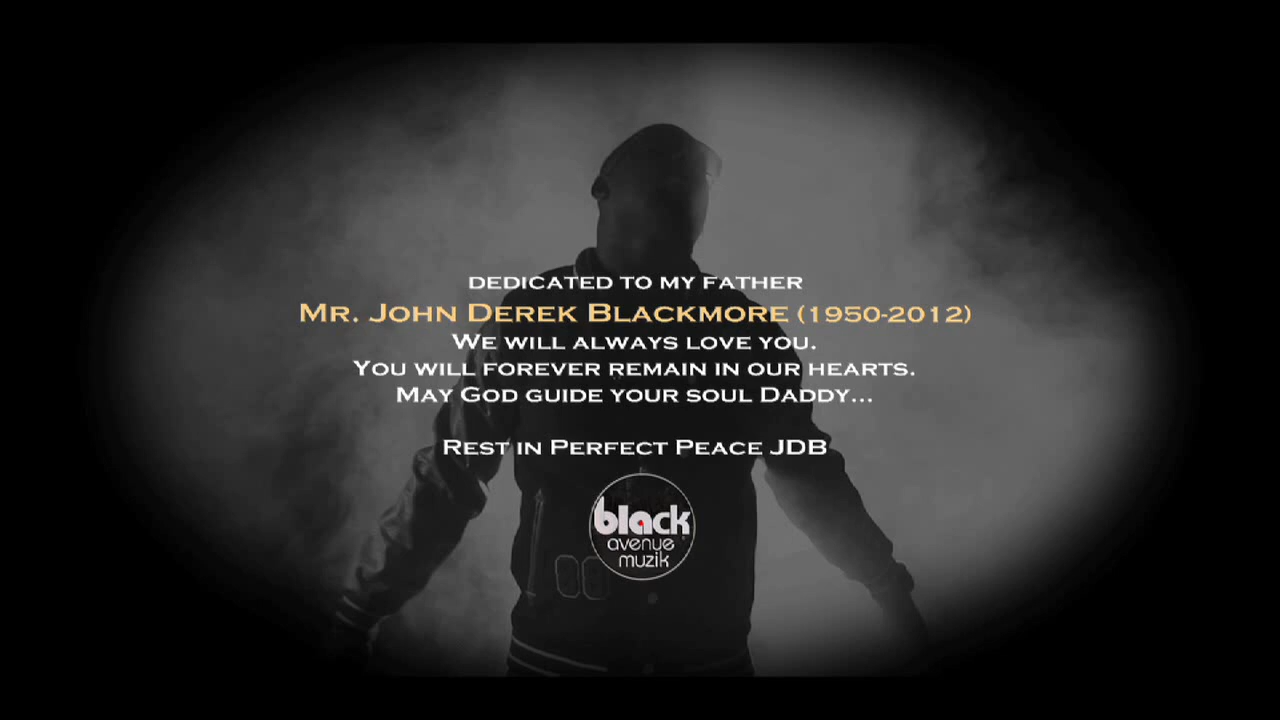 DEDICATED TO MY FATHER
MR. JOHN DEREK BLACKMORE (1950-2012)
WE WILL ALWAYS LOVE YOU.
YOU WILL FOREVER REMAIN IN OUR HEARTS.
MAY GOD GUIDE YOUR SOUL DADDY...
REST IN PERFECT PEACE JDB
black
avenue
muzik
00